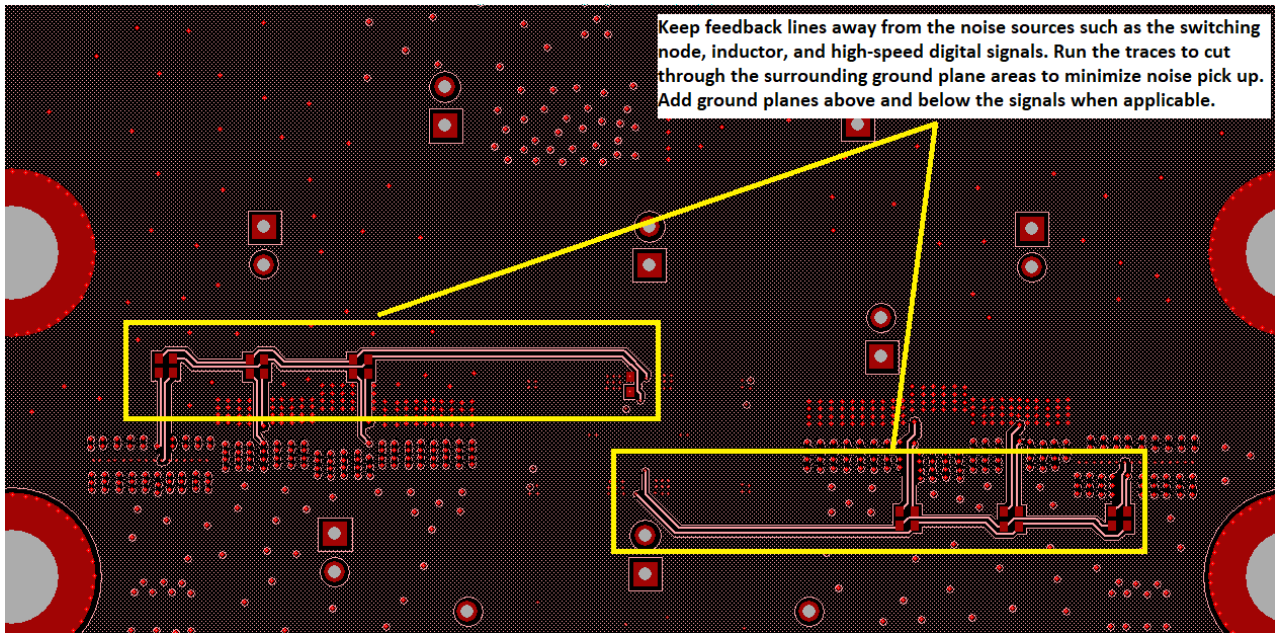 Keep feedback lines away from the noise sources such as the switching
node, inductor, and high-speed digital signals. Run the traces to cut
through the surrounding ground plane areas to minimize noise pick up.
Add ground planes above and below the signals when applicable.